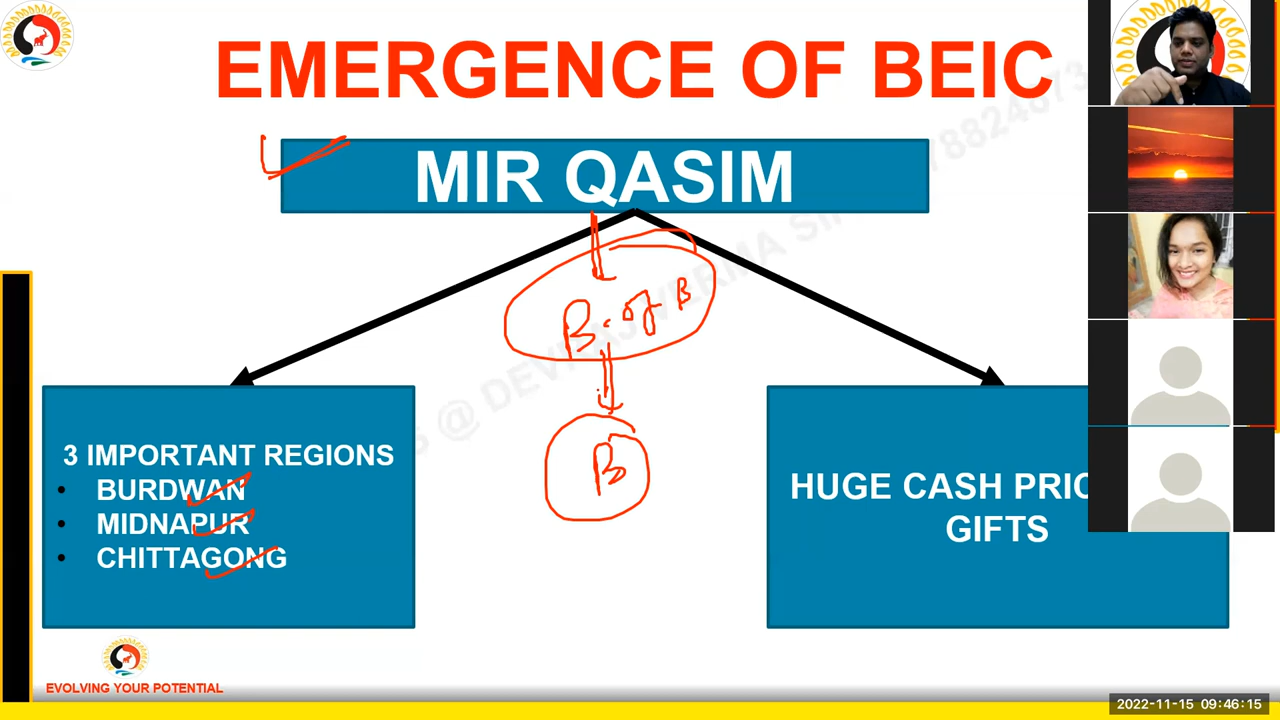 EMERGENCE OF BEIC
MIR QASIM
B. of B
B
3 IMPORTANT REGIONS
• BURDWAN
• MIDNAPUR
• CHITTAGONG
HUGE CASH
GIFTS
EVOLVING YOUR POTENTIAL
2022-11-15 09:46:15